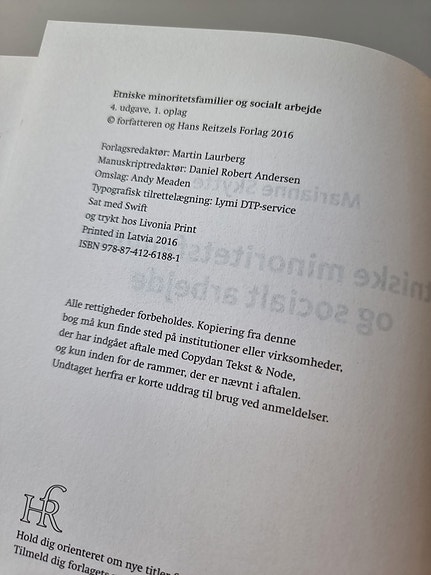 Etniske minoritetsfamilier og socialt arbejde
4. udgave, 1. oplag
© forfatteren og Hans Reitzels Forlag 2016
Forlagsredaktør: Martin Laurberg
Manuskriptredaktør: Daniel Robert Andersen
Omslag: Andy Meaden
Typografisk tilrettelægning: Lymi DTP-service
Sat med Swift
og trykt hos Livonia Print
Printed in Latvia 2016
ISBN 978-87-412-6188-1
Alle rettigheder forbeholdes. Kopiering fra denne
bog må kun finde sted på institutioner eller virksomheder,
der har indgået aftale med Copydan Tekst & Node,
og kun inden for de rammer, der er nævnt i aftalen.
Undtaget herfra er korte uddrag til brug ved anmeldelser.
HR
Hold dig orienteret om nye titler
Tilmeld dig forlagets